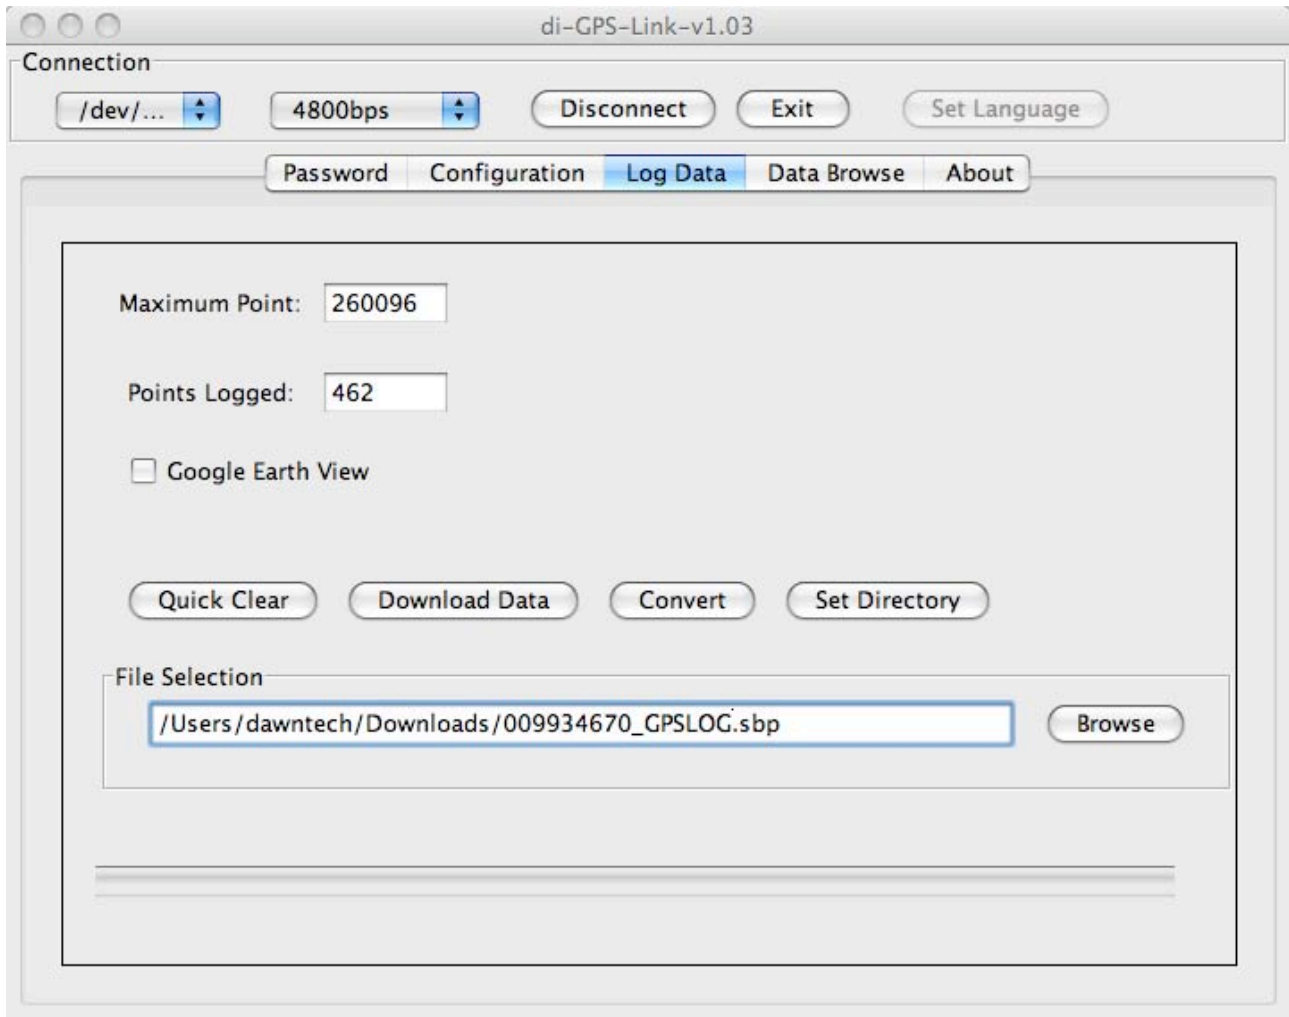 di-GPS-Link-v1.03
Connection
/dev/... 4800bps Disconnect Exit Set Language
Password Configuration Log Data Data Browse About
Maximum Point: 260096
Points Logged: 462
Google Earth View
Quick Clear Download Data Convert Set Directory
File Selection
/Users/dawntech/Downloads/009934670_GPSLOG.sbp Browse